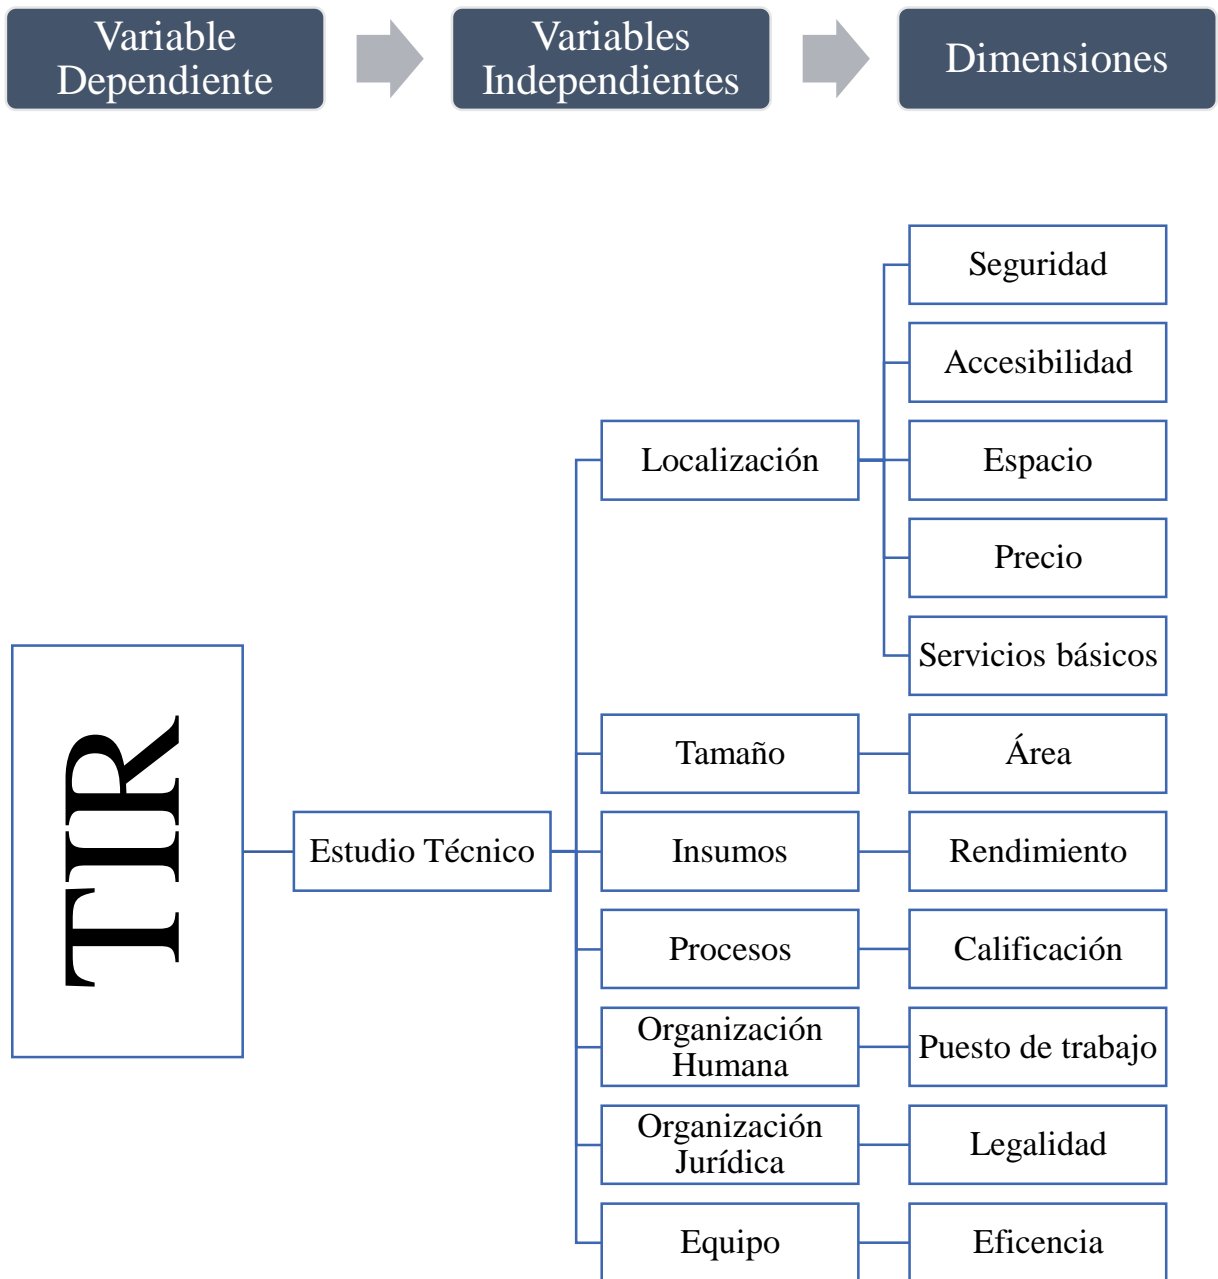 Variable
Dependiente
Variables
Independientes
Dimensiones
TIR
Estudio Técnico
Localización
Seguridad
Accesibilidad
Espacio
Precio
Servicios básicos
Tamaño
Área
Insumos
Rendimiento
Procesos
Calificación
Organización
Humana
Puesto de trabajo
Organización
Jurídica
Legalidad
Equipo
Eficencia